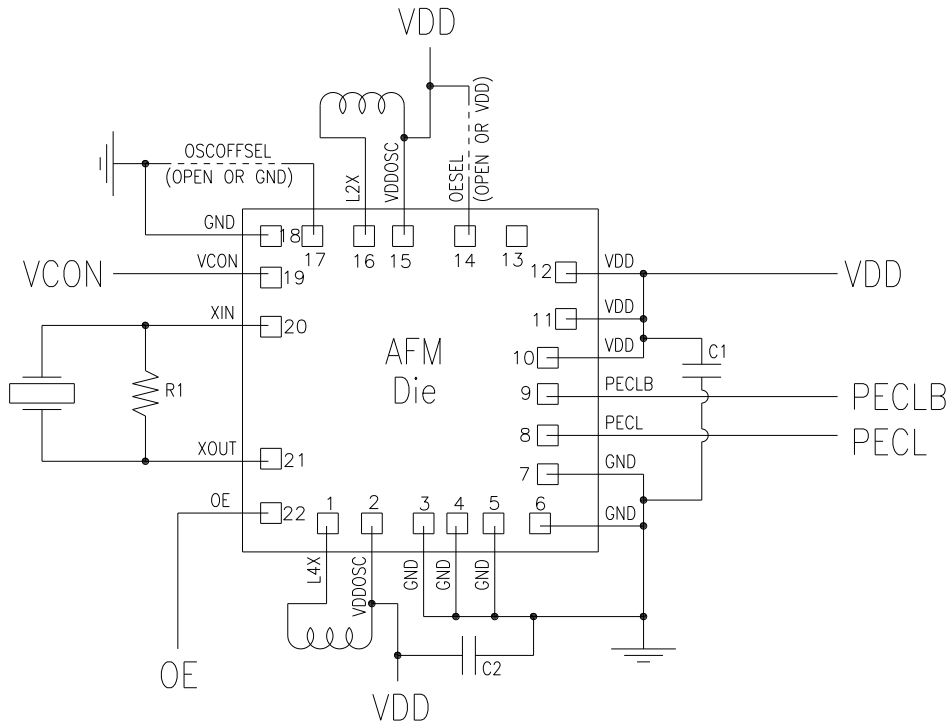 VDD
OSCOFFSEL
(OPEN OR GND)
L2X
VDDOSC
OESEL
(OPEN OR VDD)
GND
18
17
16
15
14
13
VCON
VCON
19
12
VDD
VDD
XIN
20
11
VDD
AFM
Die
10
VDD
C1
R1
9
PECLB
PECLB
8
PECL
PECL
XOUT
21
7
GND
OE
22
1
2
3
4
5
6
GND
L4X
VDDOSC
GND
GND
GND
C2
OE
VDD